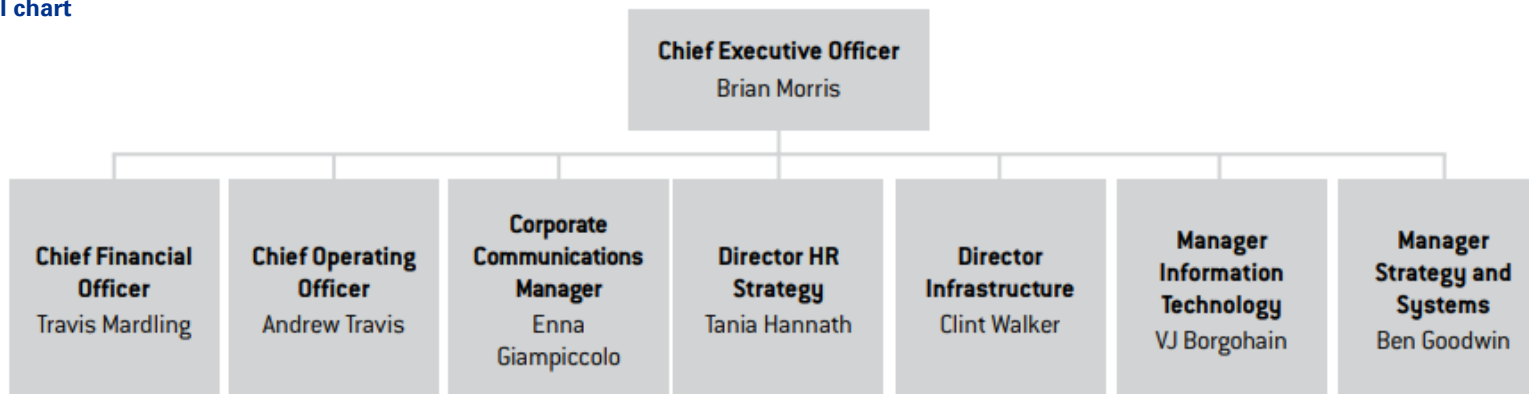 l chart
Chief Executive Officer
Brian Morris
Chief Financial
Officer
Travis Mardling
Chief Operating
Officer
Andrew Travis
Corporate
Communications
Manager
Enna
Giampiccolo
Director HR
Strategy
Tania Hannath
Director
Infrastructure
Clint Walker
Manager
Information
Technology
VJ Borgohain
Manager
Strategy and
Systems
Ben Goodwin